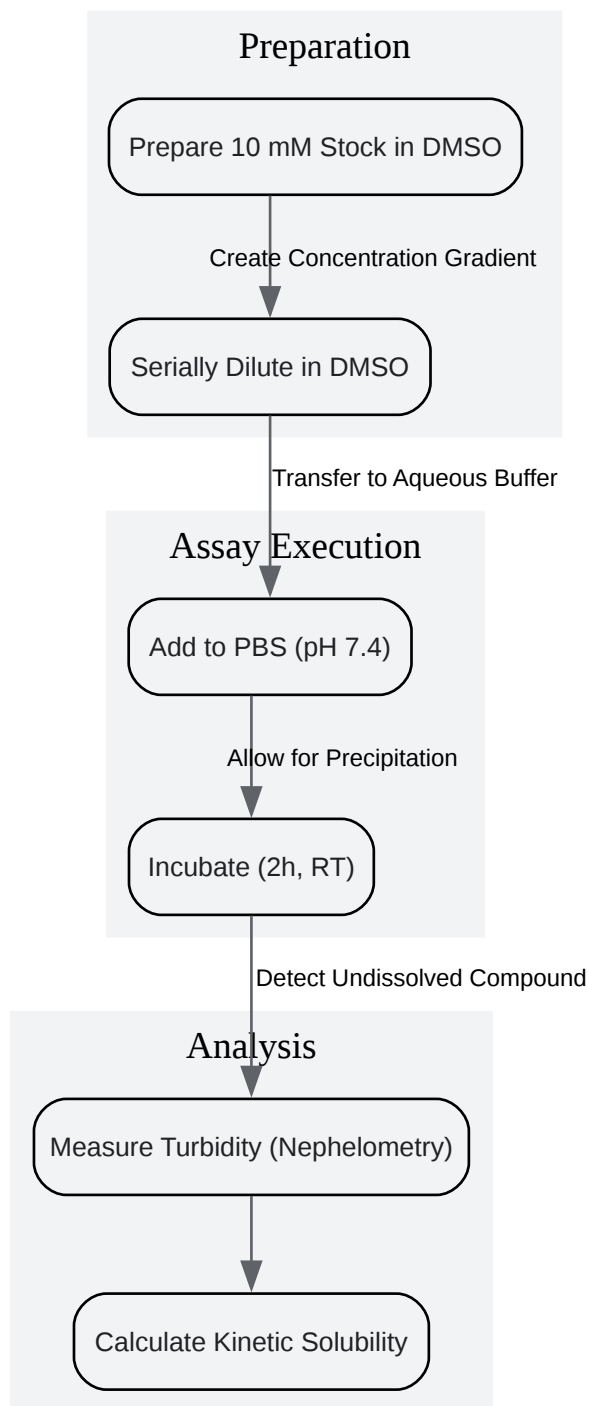 Preparation
Prepare 10 mM Stock in DMSO
Create Concentration Gradient
Serially Dilute in DMSO
Transfer to Aqueous Buffer
Assay Execution
Add to PBS (pH 7.4)
Allow for Precipitation
Incubate (2h, RT)
Detect Undissolved Compound
Analysis
Measure Turbidity (Nephelometry)
Calculate Kinetic Solubility